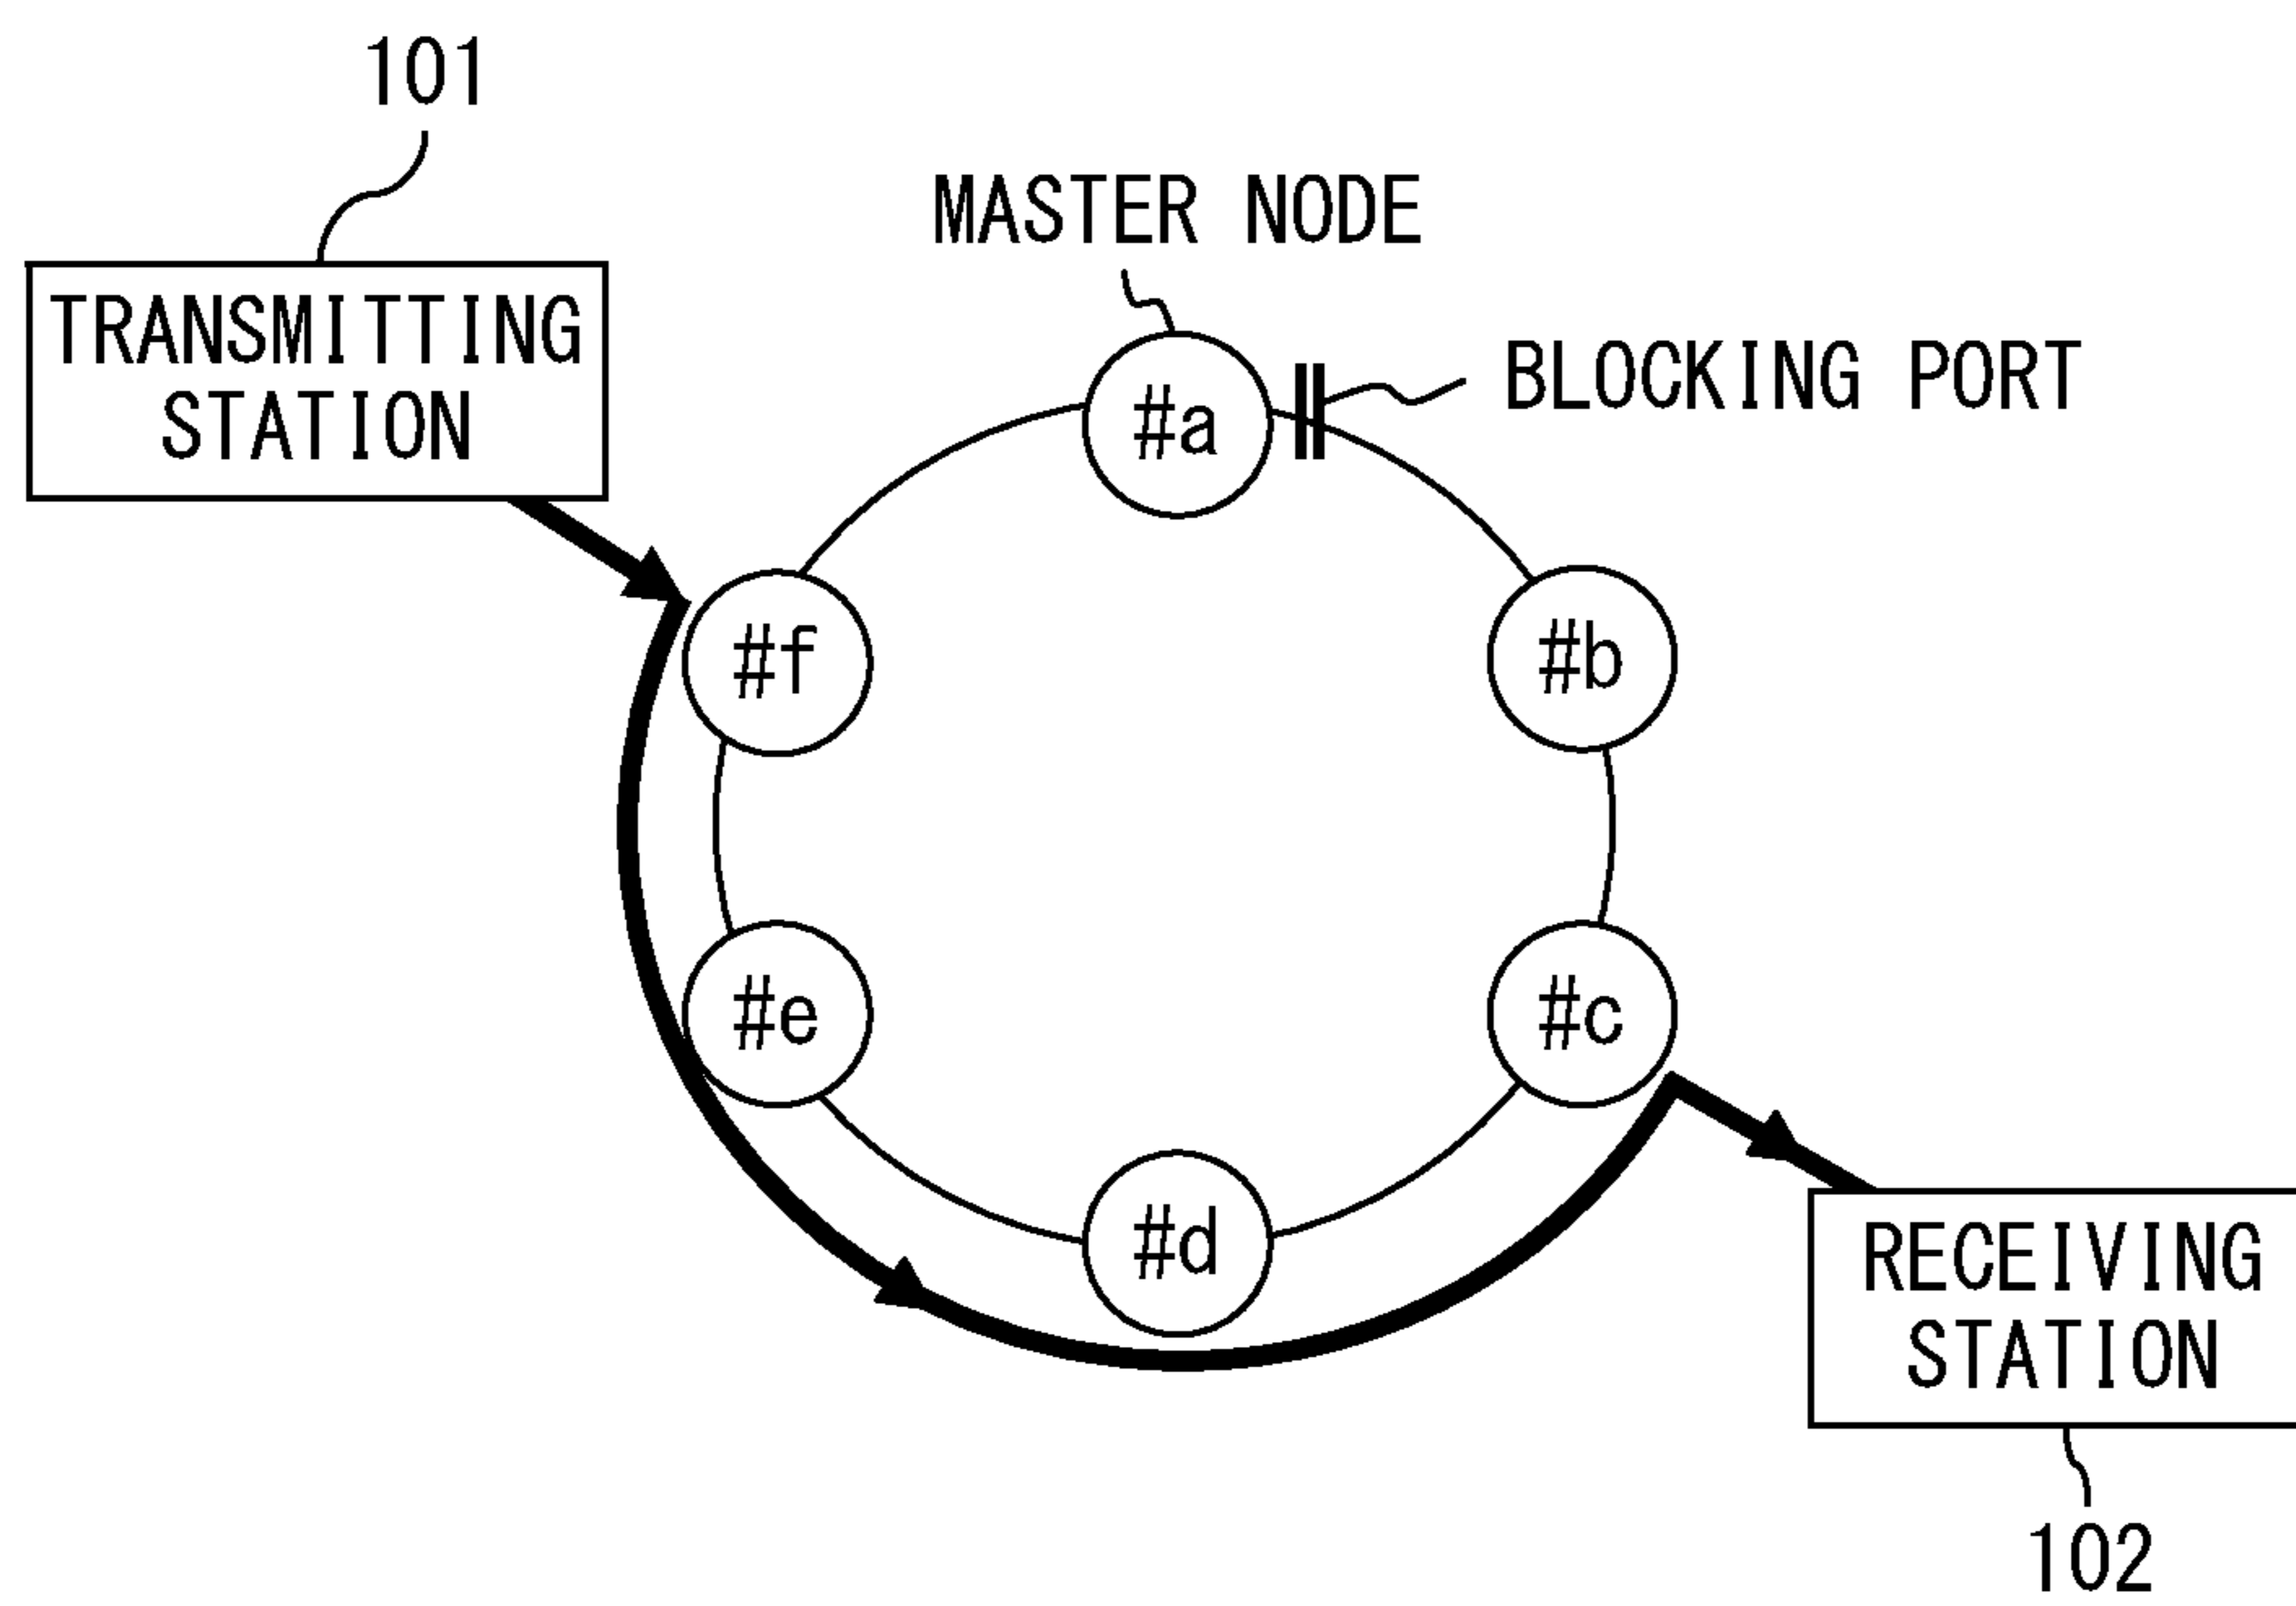 101
MASTER NODE
TRANSMITTING
STATION
BLOCKING PORT
#a
#f
#b
#e
#c
#d
RECEIVING
STATION
102